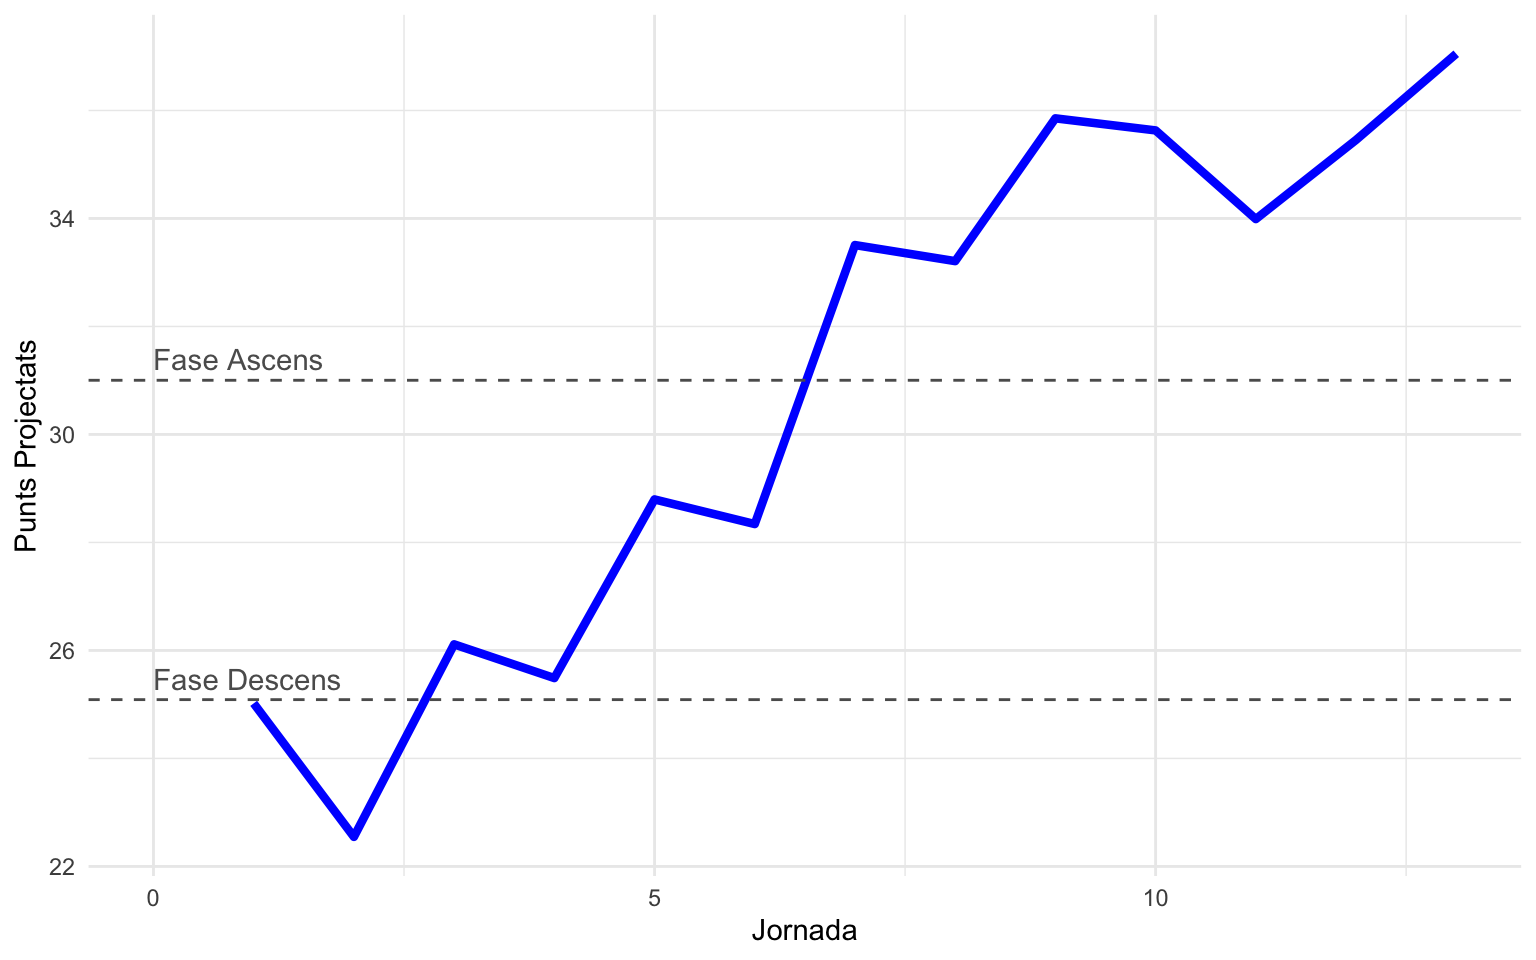 34
Fase Ascens
30
26
Fase Descens
22
0 5 10
Jornada
Punts Projectats